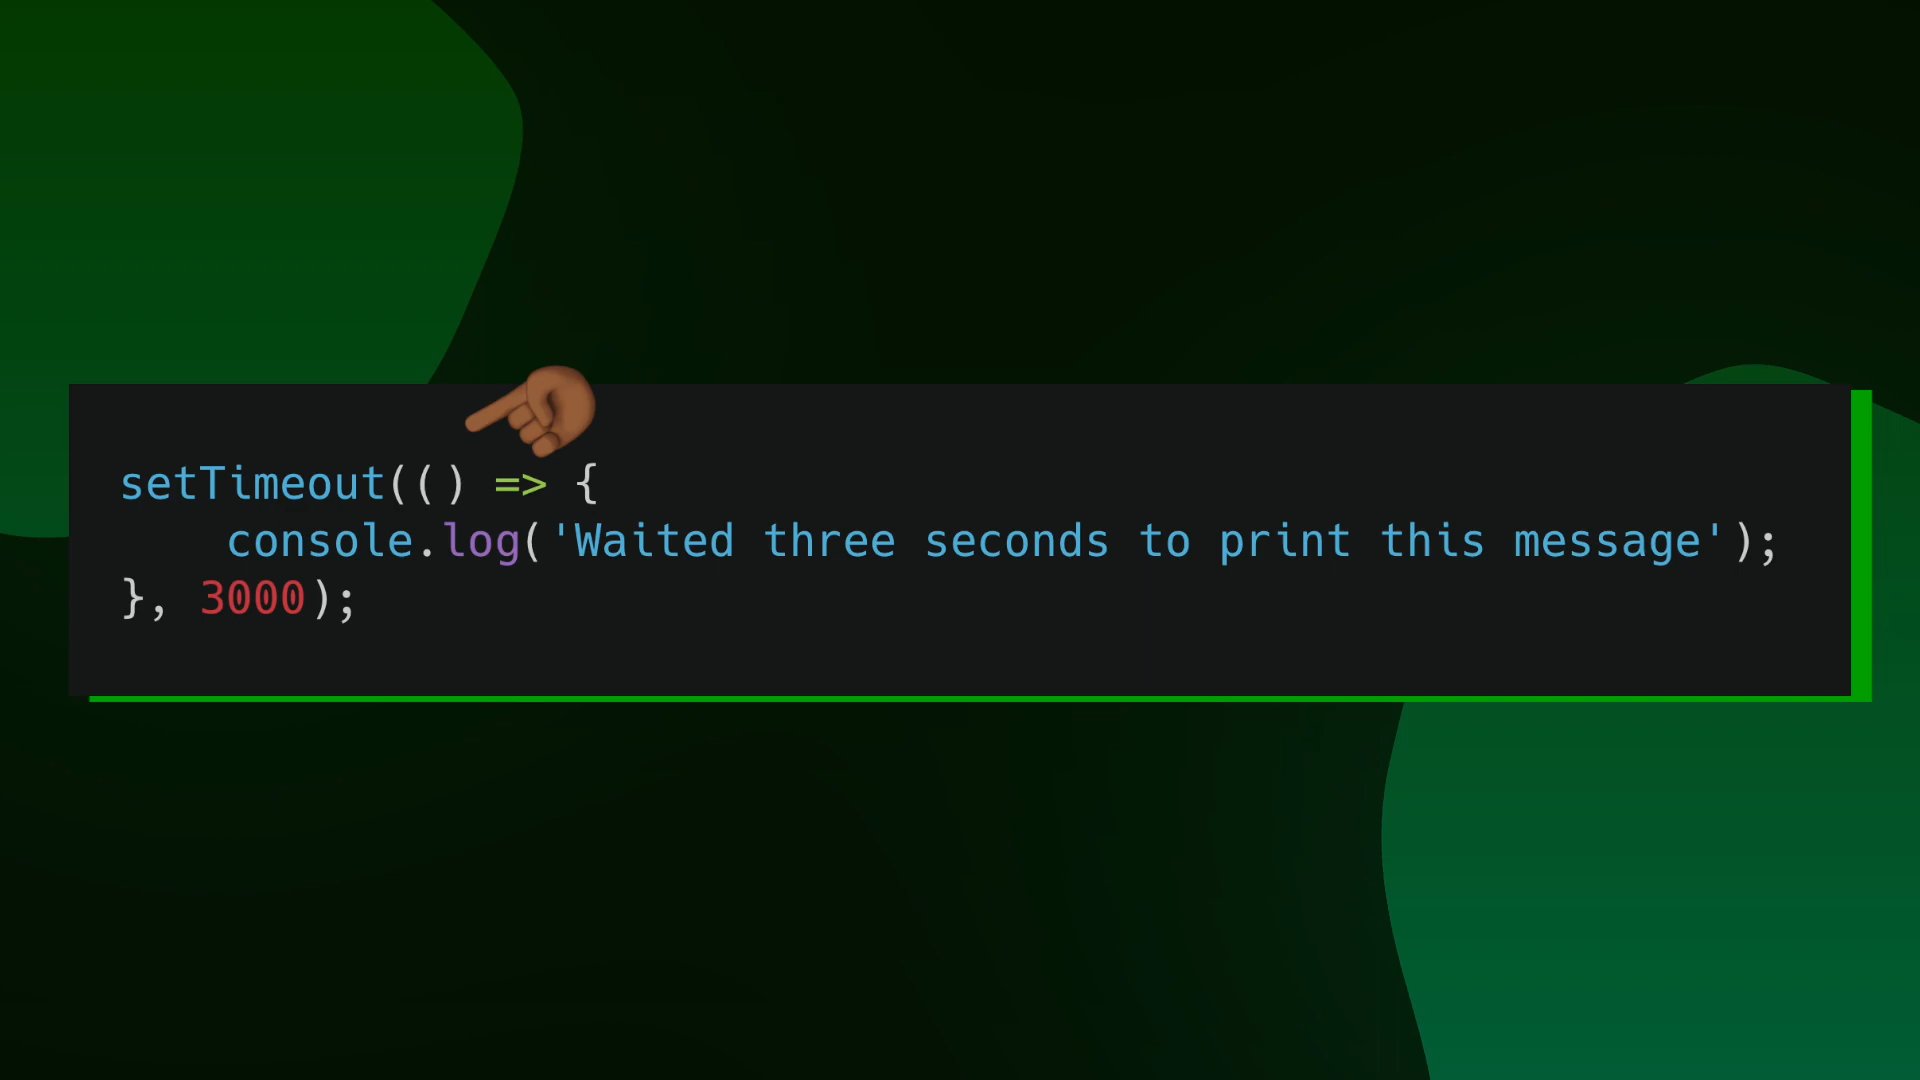 setTimeout(() => {
    console.log('Waited three seconds to print this message');
}, 3000);